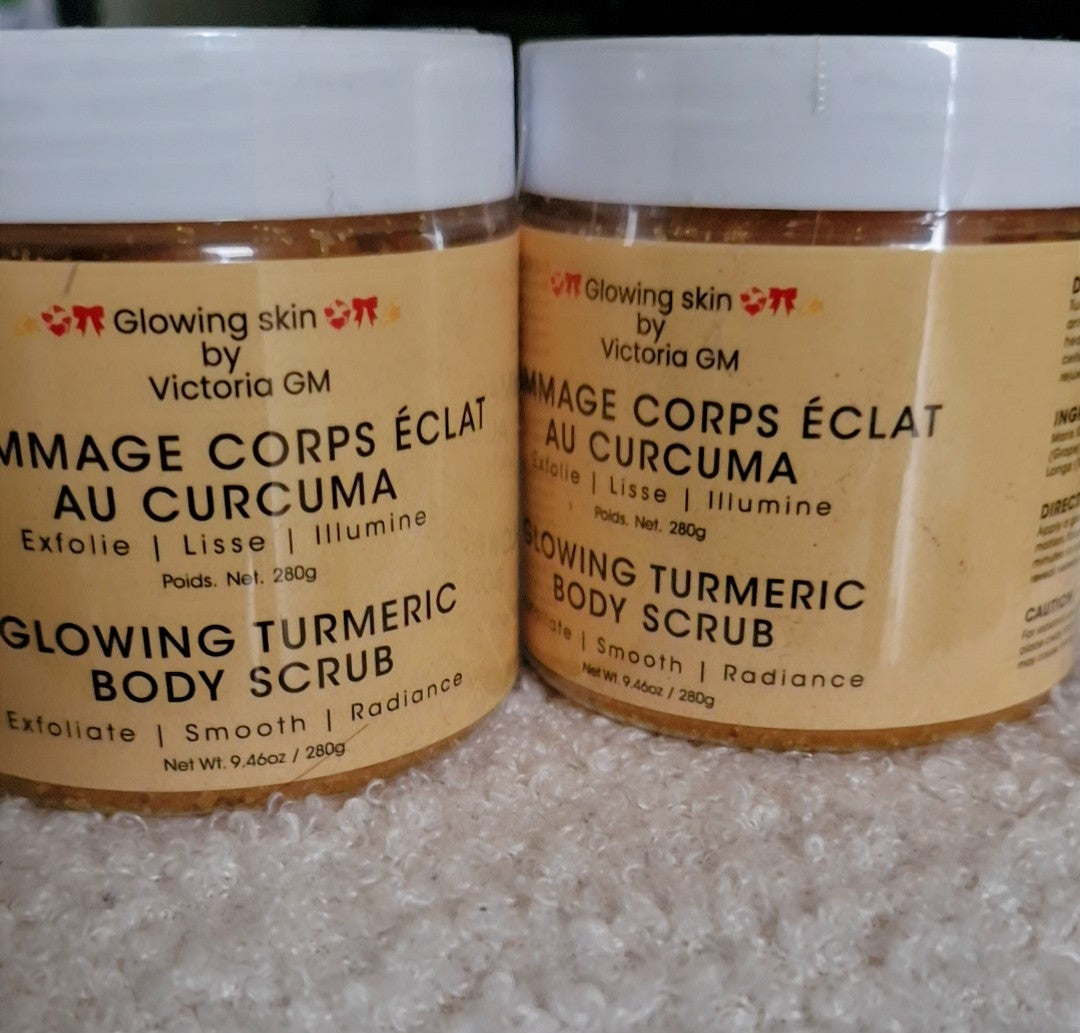 Glowing skin
by
Victoria GM
MMAGE CORPS ÉCLAT
AU CURCUMA
Exfolie | Lisse | Illumine
Poids. Net. 280g
GLOWING TURMERIC
BODY SCRUB
Exfoliate | Smooth | Radiance
Net Wt. 9.46oz / 280g
Glowing skin
by
Victoria GM
MMAGE CORPS ÉCLAT
AU CURCUMA
Exfolie | Lisse | Illumine
Poids. Net. 280g
GLOWING TURMERIC
BODY SCRUB
Smooth | Radiance
Net Wt. 9.46oz / 280g
ING
DIRECT
CAUTION